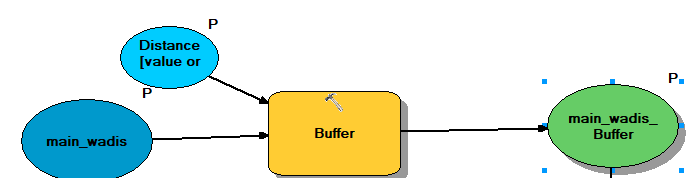 P
Distance
[value or
P
main_wadis
Buffer
P
main_wadis_
Buffer